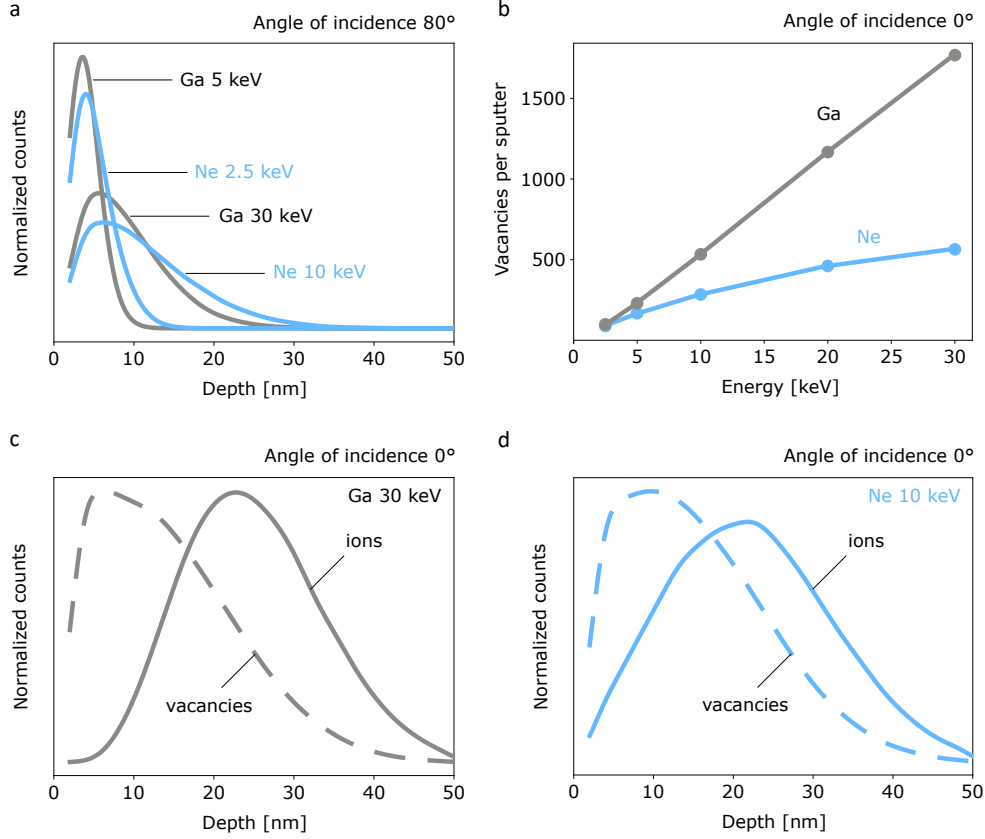 a
Angle of incidence 80°
Normalized counts
Ga 5 keV
Ne 2.5 keV
Ga 30 keV
Ne 10 keV
0 10 20 30 40 50
Depth [nm]
b
Angle of incidence 0°
Vacancies per sputter
1500
1000
500
Ga
Ne
0 5 10 15 20 25 30
Energy [keV]
c
Angle of incidence 0°
Normalized counts
Ga 30 keV
ions
vacancies
0 10 20 30 40 50
Depth [nm]
d
Angle of incidence 0°
Normalized counts
Ne 10 keV
ions
vacancies
0 10 20 30 40 50
Depth [nm]